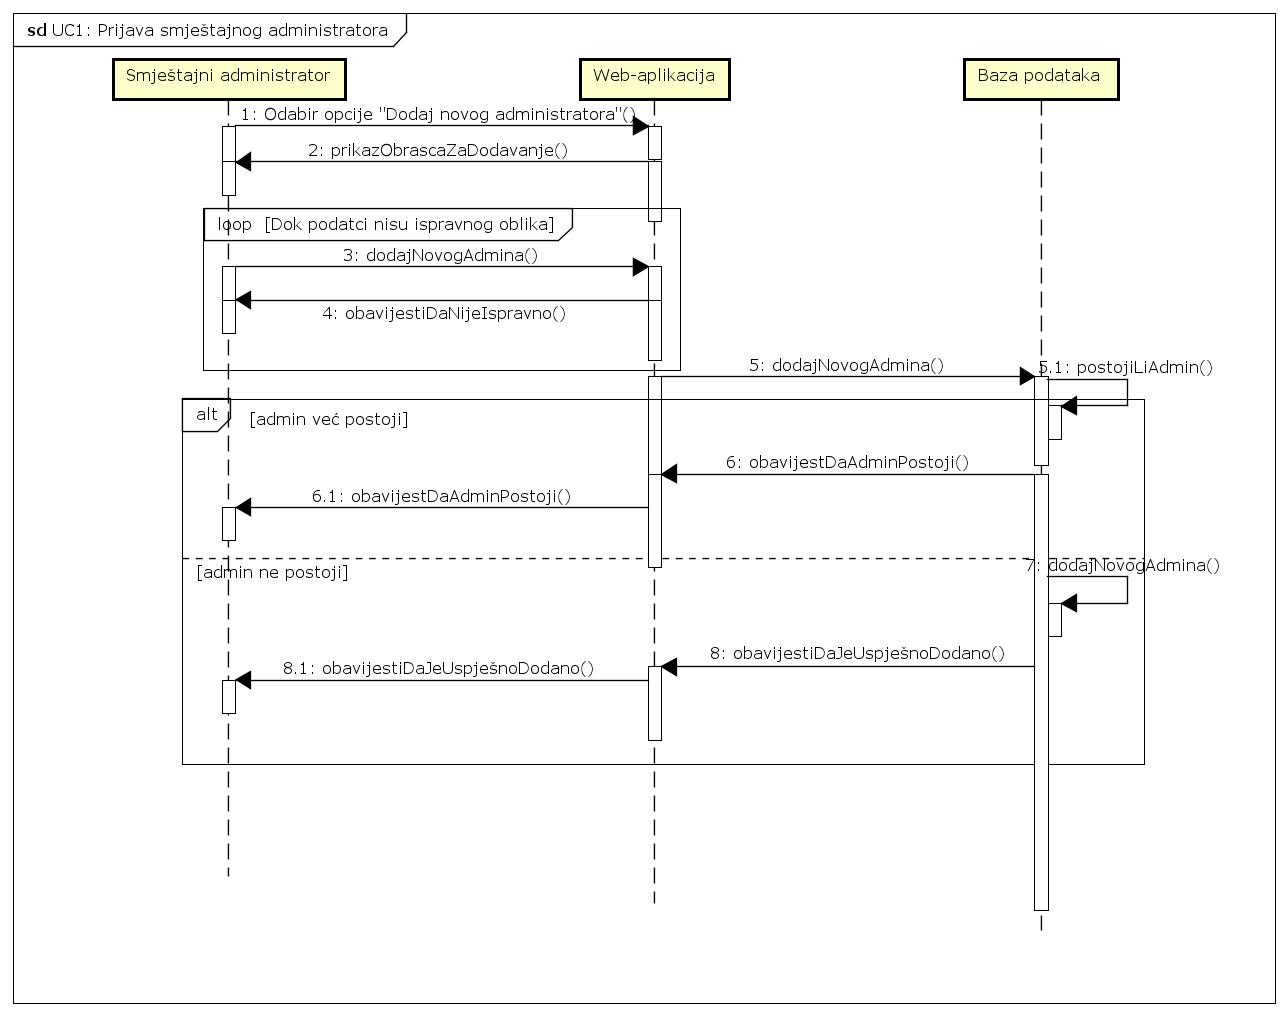 sd UC1: Prijava smještajnog administratora
Smještajni administrator
Web-aplikacija
Baza podataka
1: Odabir opcije "Dodaj novog administratora"()
2: prikazObrascaZaDodavanje()
loop [Dok podatci nisu ispravnog oblika]
3: dodajNovogAdmina()
4: obavijestiDaNijeIspravno()
5: dodajNovogAdmina()
5.1: postojiLiAdmin()
alt [admin već postoji]
6: obavijestDaAdminPostoji()
6.1: obavijestDaAdminPostoji()
[admin ne postoji]
7: dodajNovogAdmina()
8: obavijestiDaJeUspješnoDodano()
8.1: obavijestiDaJeUspješnoDodano()